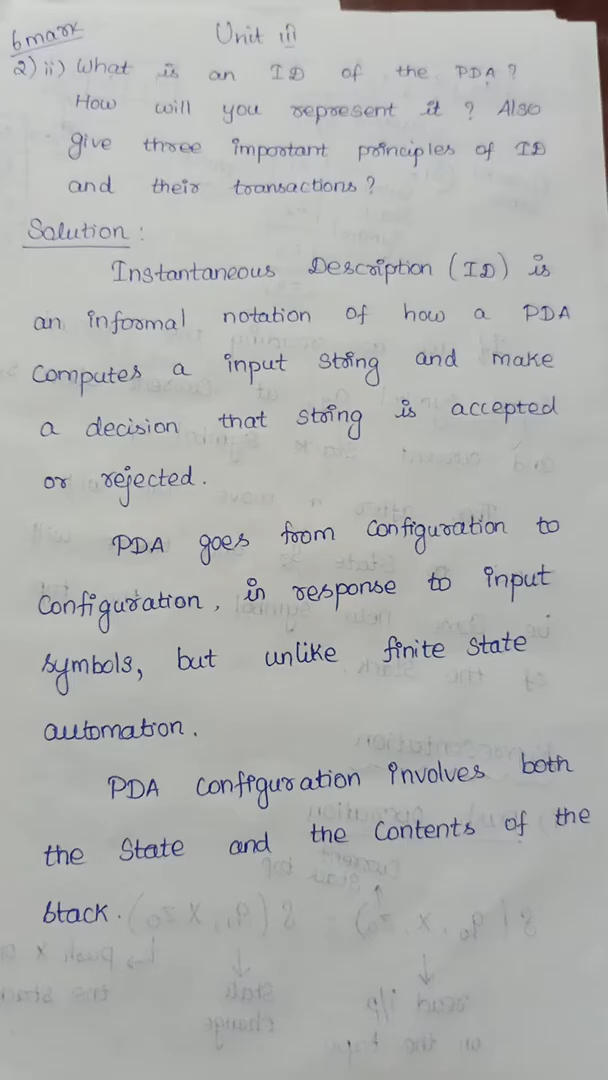 6mark Unit iii
2) ii) What is an ID of the PDA?
How will you represent it? Also
give three important principles of ID
and their transactions?
Solution:
Instantaneous Description (ID) is
an informal notation of how a PDA
computes a input string and make
a decision that string is accepted
or rejected.
PDA goes from configuration to
configuration, in response to input
symbols, but unlike finite state
automation.
PDA configuration involves both
the state and the contents of the
stack.